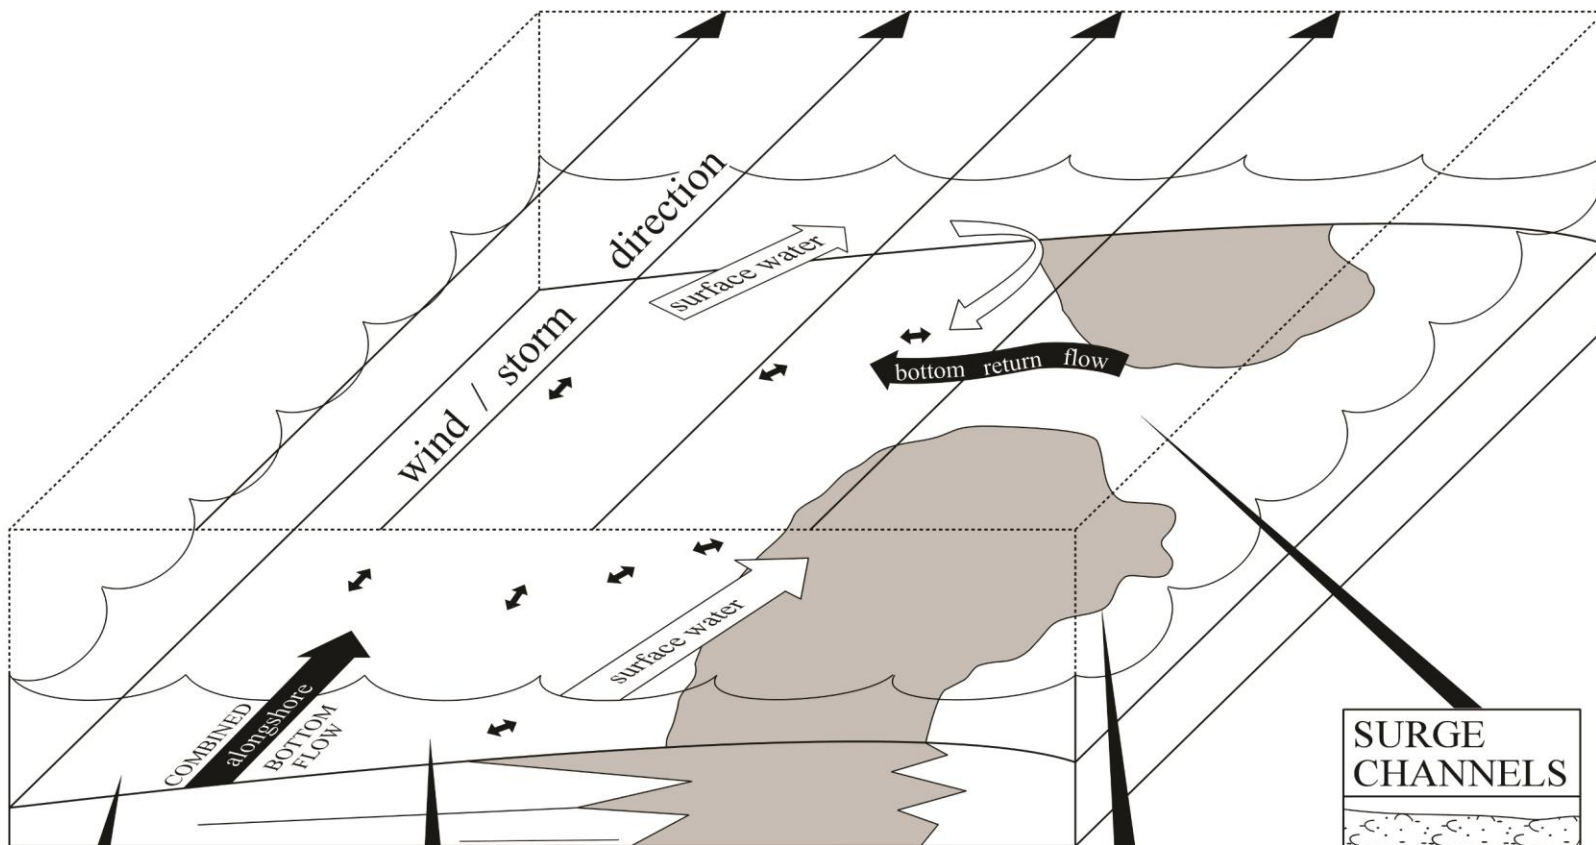 wind / storm direction
surface water
bottom return flow
surface water
COMBINED
alongshore
BOTTOM
FLOW
SURGE
CHANNELS